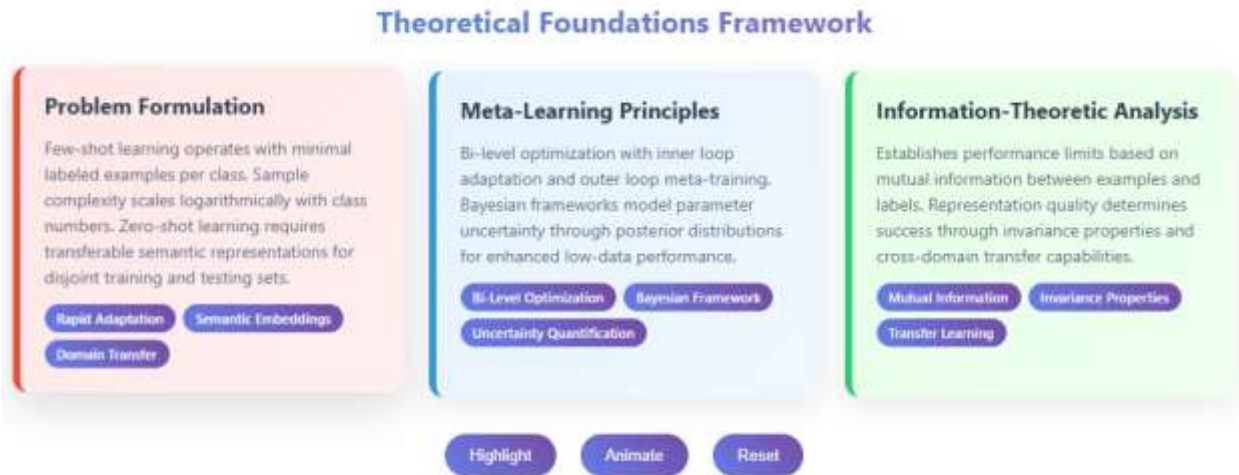 Theoretical Foundations Framework
Problem Formulation
Few-shot learning operates with minimal
labeled examples per class. Sample
complexity scales logarithmically with class
numbers. Zero-shot learning requires
transferable semantic representations for
disjoint training and testing sets.
Rapid Adaptation Semantic Embeddings
Domain Transfer
Meta-Learning Principles
Bi-level optimization with inner loop
adaptation and outer loop meta-training.
Bayesian frameworks model parameter
uncertainty through posterior distributions
for enhanced low-data performance.
Bi-Level Optimization Bayesian Framework
Uncertainty Quantification
Information-Theoretic Analysis
Establishes performance limits based on
mutual information between examples and
labels. Representation quality determines
success through invariance properties and
cross-domain transfer capabilities.
Mutual Information Invariance Properties
Transfer Learning
Highlight Animate Reset